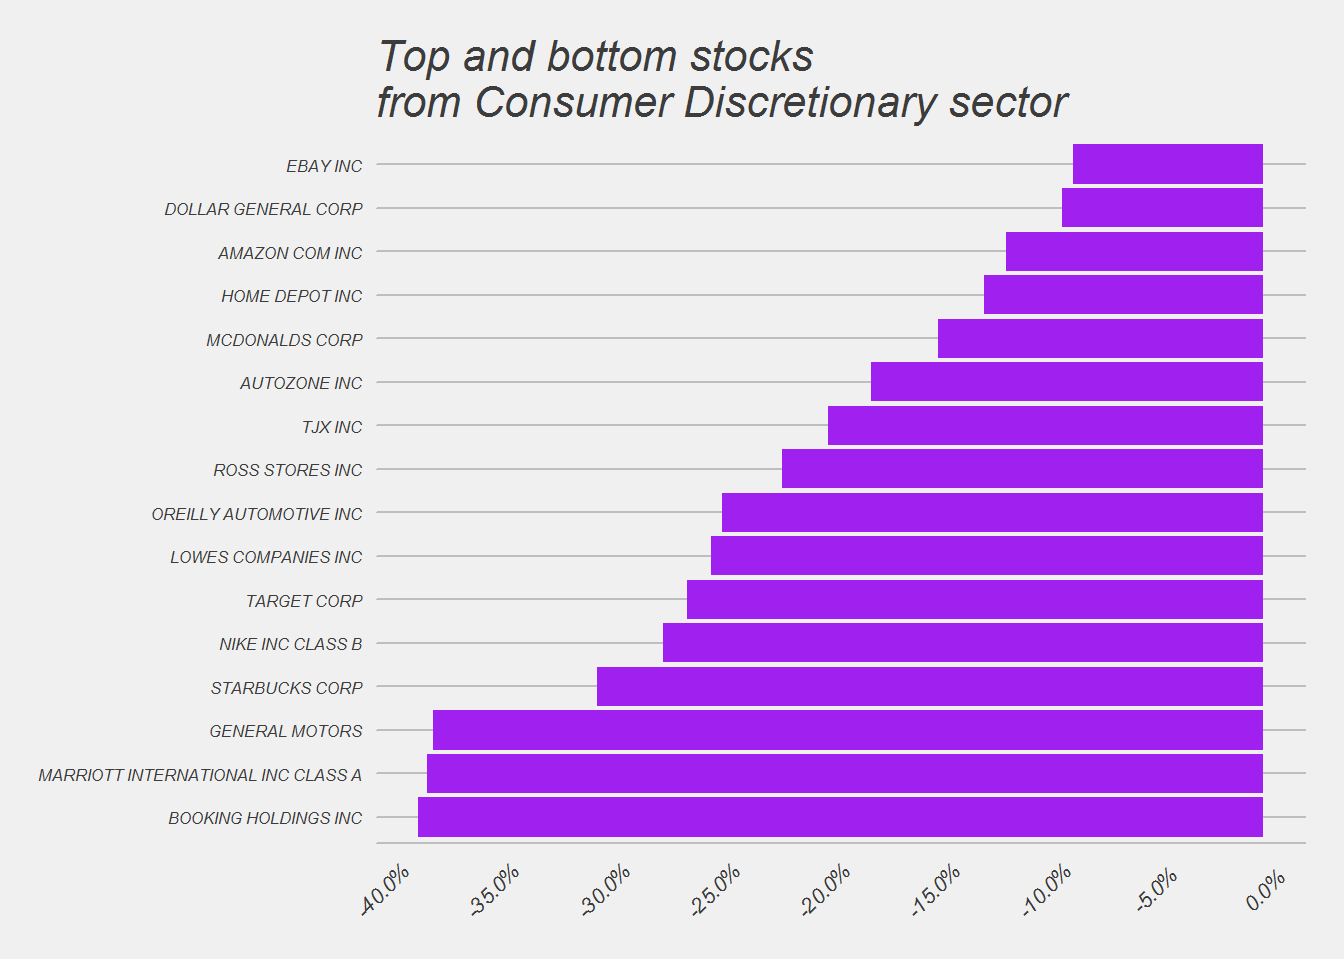 Top and bottom stocks
from Consumer Discretionary sector
EBAY INC
DOLLAR GENERAL CORP
AMAZON COM INC
HOME DEPOT INC
MCDONALDS CORP
AUTOZONE INC
TJX INC
ROSS STORES INC
OREILLY AUTOMOTIVE INC
LOWES COMPANIES INC
TARGET CORP
NIKE INC CLASS B
STARBUCKS CORP
GENERAL MOTORS
MARRIOTT INTERNATIONAL INC CLASS A
BOOKING HOLDINGS INC
-40.0%
-35.0%
-30.0%
-25.0%
-20.0%
-15.0%
-10.0%
-5.0%
0.0%